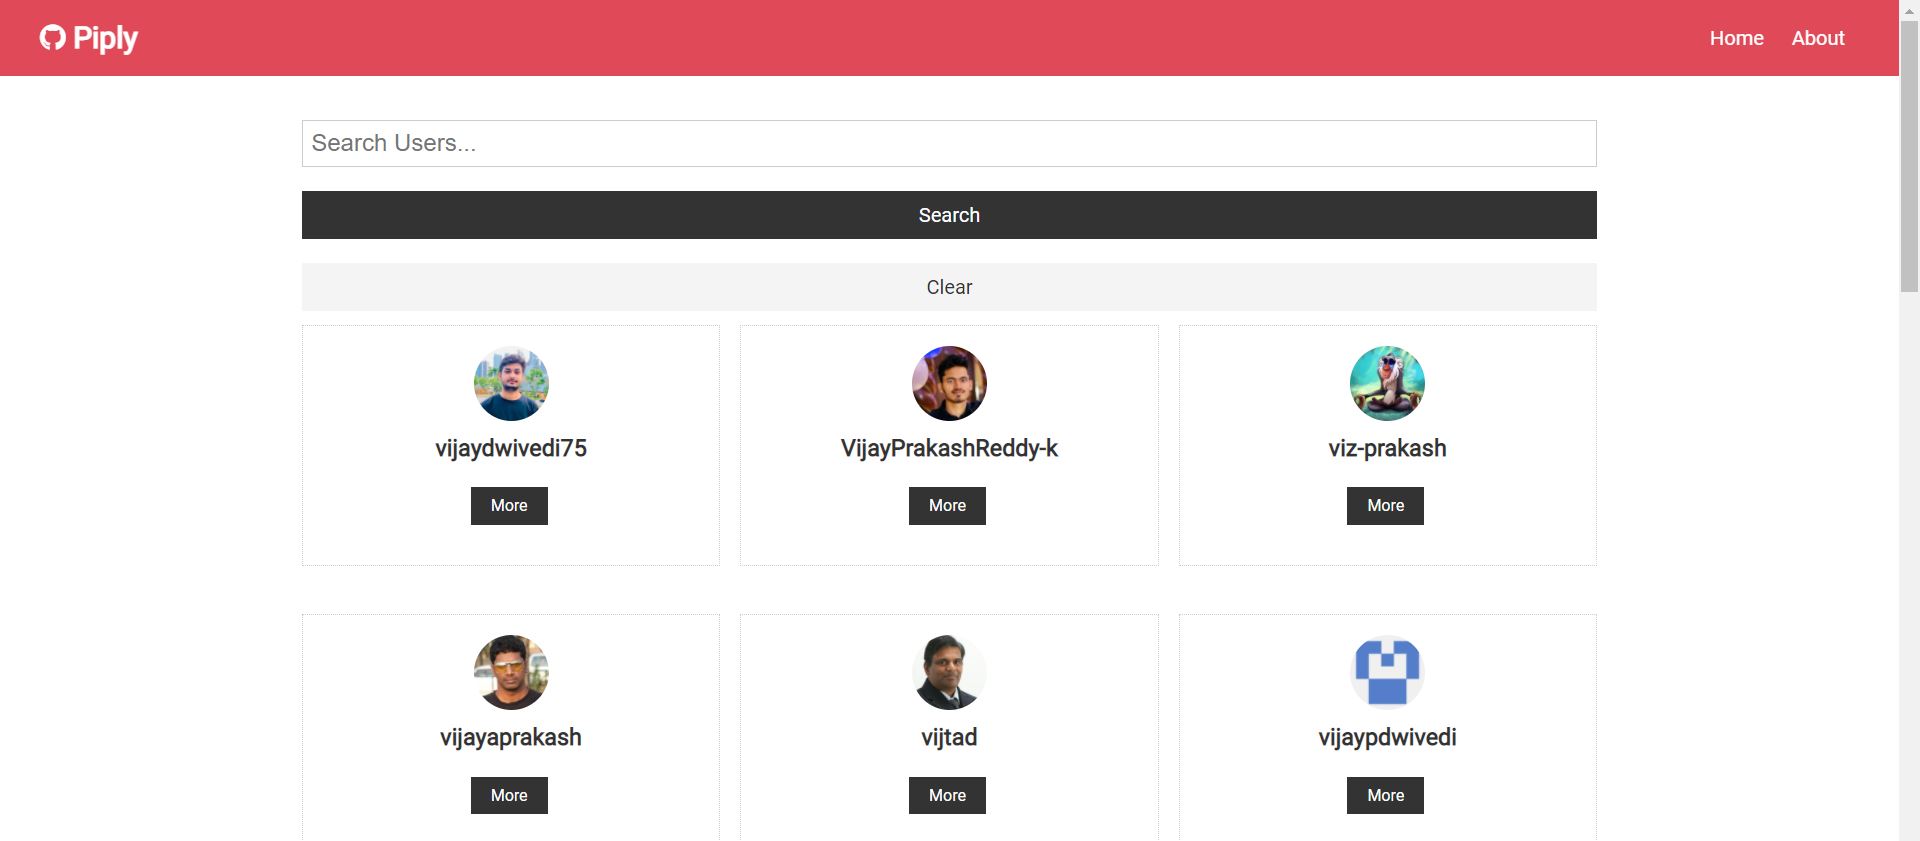 Piply
Home About
Search Users...
Search
Clear
vijaydwivedi75
VijayPrakashReddy-k
viz-prakash
More
More
More
vijayaprakash
vijtad
vijaypdwivedi
More
More
More